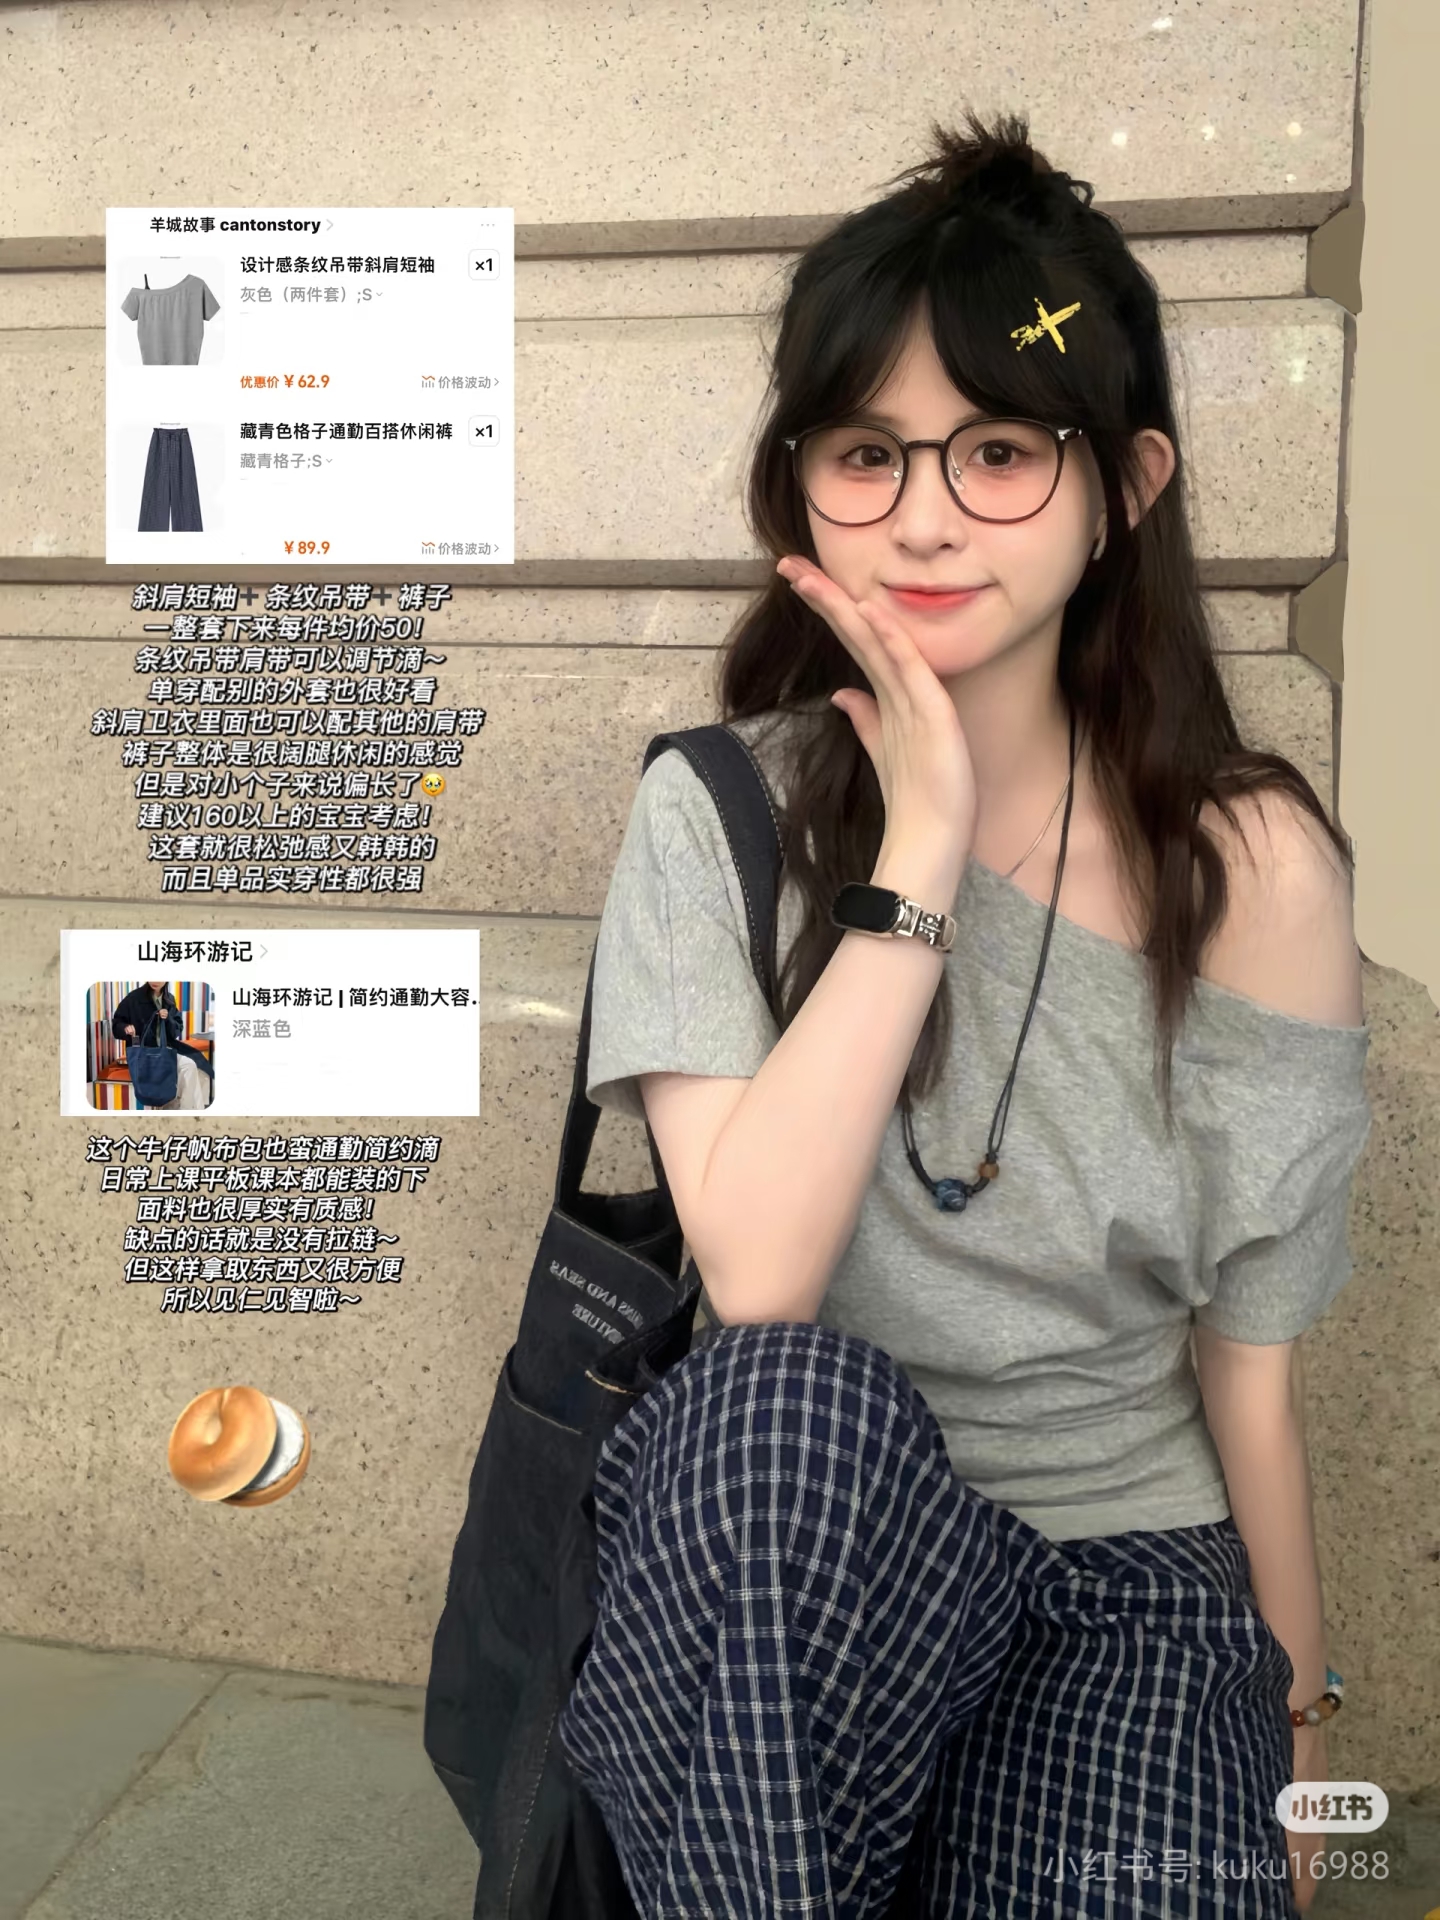 羊城故事 cantonstory
设计感条纹吊带斜肩短袖
×1
灰色（两件套）;S
优惠价 ¥ 62.9
价格波动
藏青色格子通勤百搭休闲裤
×1
藏青格子;S
¥ 89.9
价格波动
斜肩短袖➕条纹吊带➕裤子
一整套下来每件均价50！
条纹吊带肩带可以调节滴～
单穿配别的外套也很好看
斜肩卫衣里面也可以配其他的肩带
裤子整体是很阔腿休闲的感觉
但是对小个子来说偏长了🥹
建议160以上的宝宝考虑！
这套就很松弛感又韩韩的
而且单品实穿性都很强
山海环游记
山海环游记 | 简约通勤大容..
深蓝色
这个牛仔帆布包也蛮通勤简约滴
日常上课平板课本都能装的下
面料也很厚实有质感！
缺点的话就是没有拉链～
但这样拿取东西又很方便
所以见仁见智啦～
小红书
小红书号: kuku16988